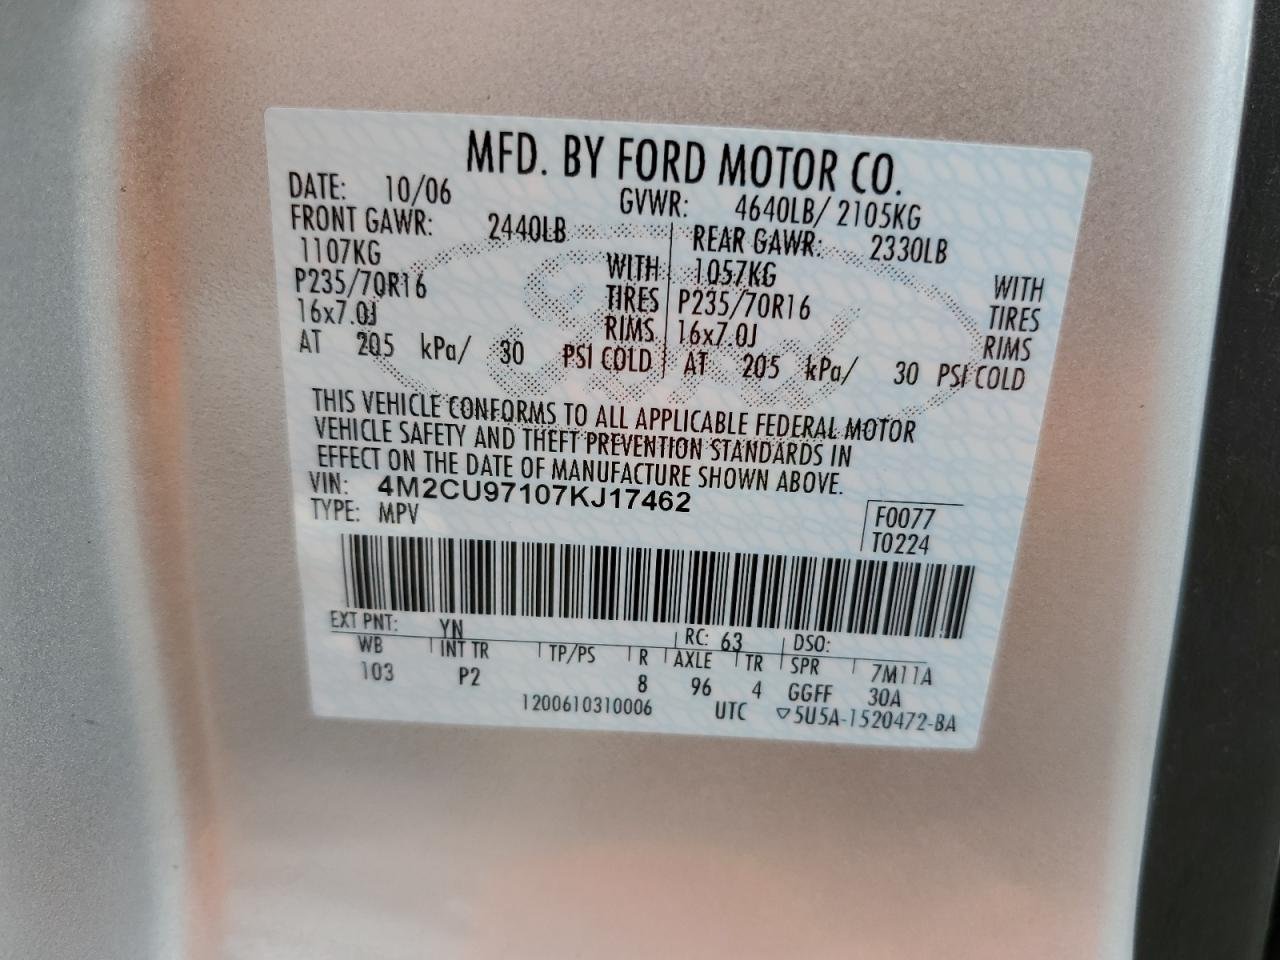 MFD. BY FORD MOTOR CO.
DATE: 10/06 GVWR: 4640LB/ 2105KG
FRONT GAWR: 2440LB REAR GAWR: 2330LB
1107KG WITH 1057KG WITH
P235/70R16 TIRES P235/70R16 TIRES
16x7.0J RIMS 16x7.0J RIMS
AT 205 kPa/ 30 PSI COLD AT 205 kPa/ 30 PSI COLD
THIS VEHICLE CONFORMS TO ALL APPLICABLE FEDERAL MOTOR
VEHICLE SAFETY AND THEFT PREVENTION STANDARDS IN
EFFECT ON THE DATE OF MANUFACTURE SHOWN ABOVE.
VIN: 4M2CU97107KJ17462
TYPE: MPV
F0077
T0224
EXT PNT: YN RC: 63 DSO:
WB INT TR TP/PS R AXLE TR SPR 7M11A
103 P2 8 96 4 GGFF 30A
1200610310006 UTC ▽5U5A-1520472-BA